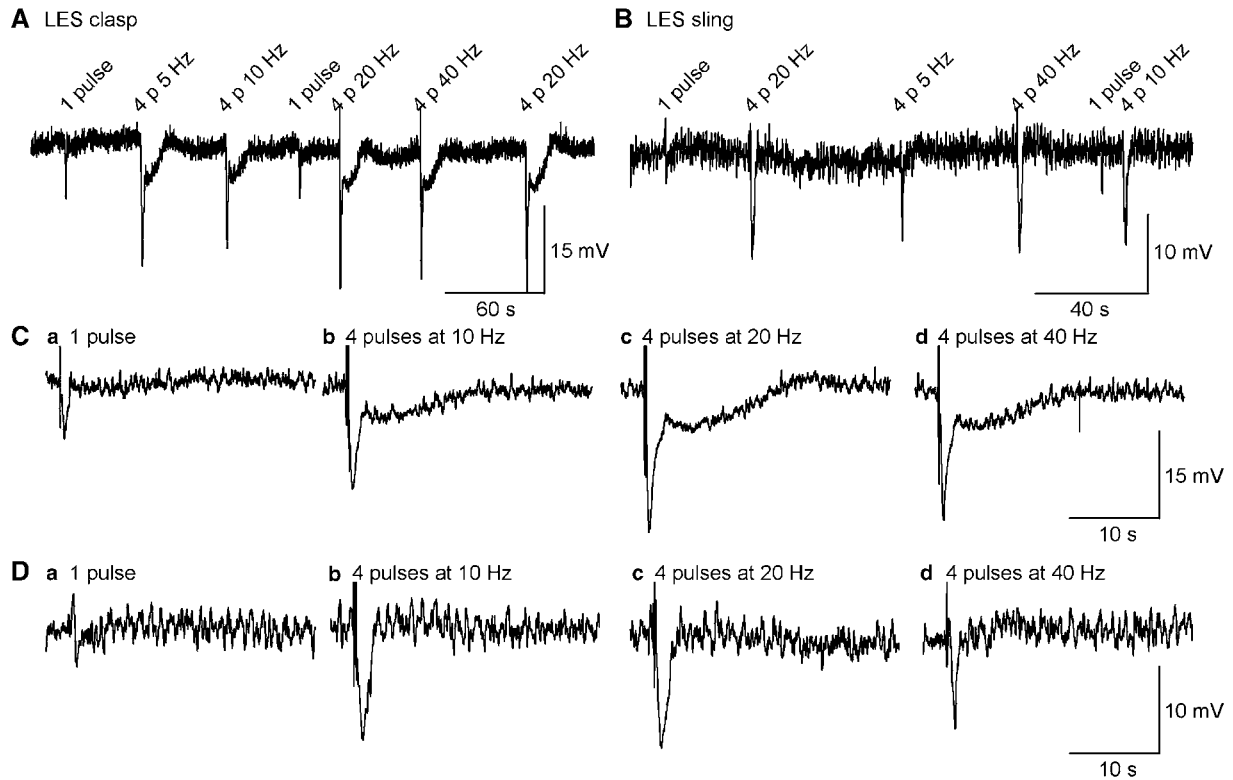 A LES clasp
1 pulse
4 p 5 Hz
4 p 10 Hz
1 pulse
4 p 20 Hz
4 p 40 Hz
4 p 20 Hz
15 mV
60 s
B LES sling
1 pulse
4 p 20 Hz
4 p 5 Hz
4 p 40 Hz
1 pulse
4 p 10 Hz
10 mV
40 s
C a 1 pulse
b 4 pulses at 10 Hz
c 4 pulses at 20 Hz
d 4 pulses at 40 Hz
15 mV
10 s
D a 1 pulse
b 4 pulses at 10 Hz
c 4 pulses at 20 Hz
d 4 pulses at 40 Hz
10 mV
10 s